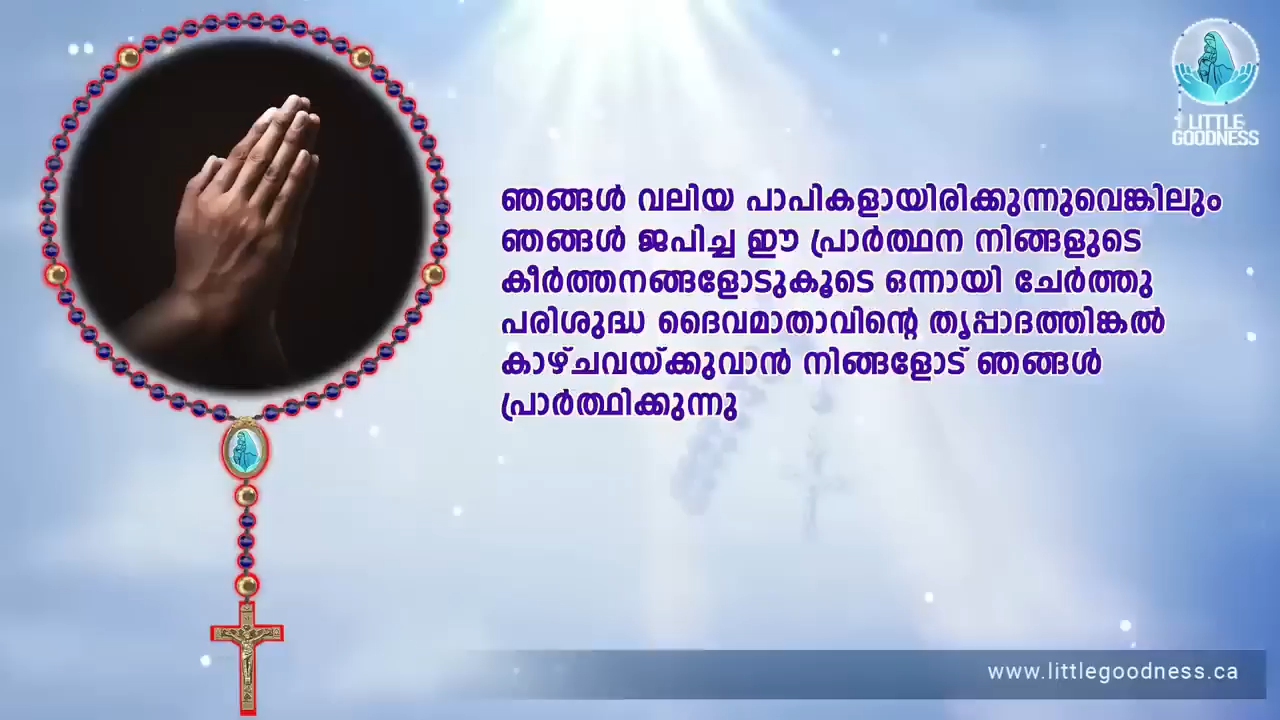 LITTLE
GOODNESS
ഞങ്ങൾ വലിയ പാപികളായിരിക്കുന്നുവെങ്കിലും
ഞങ്ങൾ ജപിച്ച ഈ പ്രാർത്ഥന നിങ്ങളുടെ
കീർത്തനങ്ങളോടുകൂടെ ഒന്നായി ചേർത്തു
പരിശുദ്ധ ദൈവമാതാവിന്റെ തൃപ്പാദത്തിങ്കൽ
കാഴ്ചവയ്ക്കുവാൻ നിങ്ങളോട് ഞങ്ങൾ
പ്രാർത്ഥിക്കുന്നു
www.littlegoodness.ca